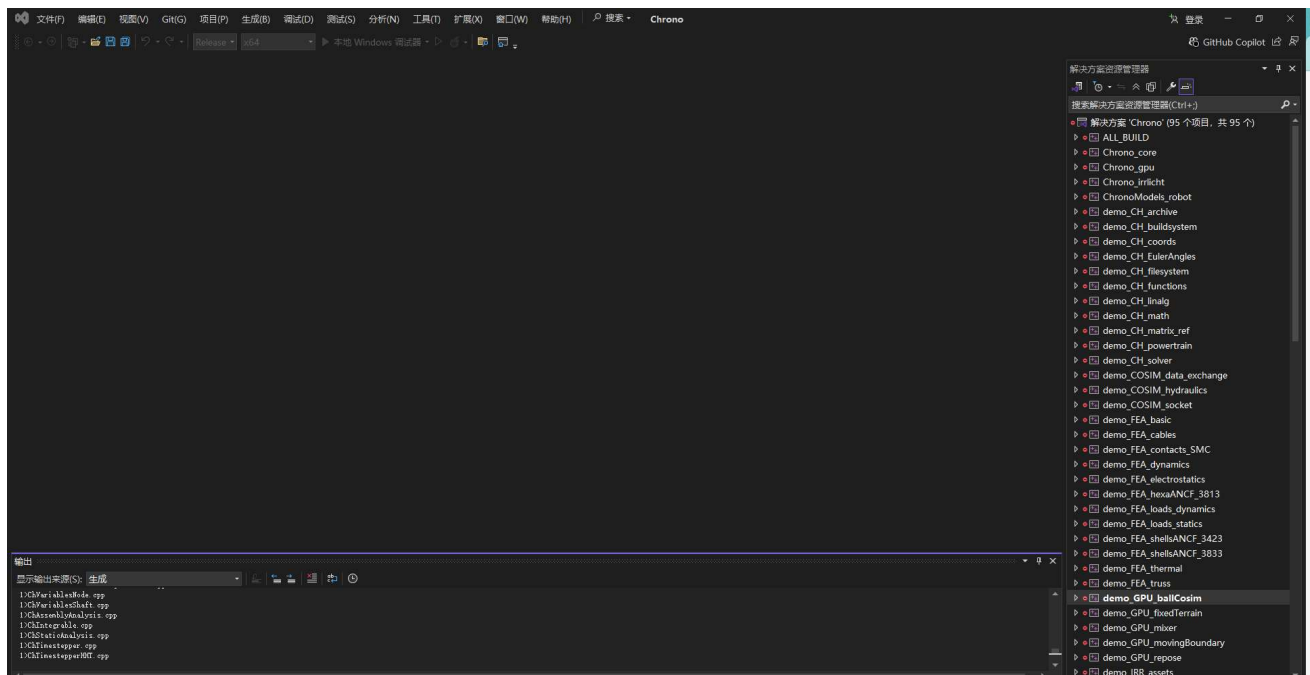 文件(F) 编辑(E) 视图(V) Git(G) 项目(P) 生成(B) 调试(D) 测试(S) 分析(N) 工具(T) 扩展(X) 窗口(W) 帮助(H) 搜索 Chrono 登录
Release x64 本地 Windows 调试器 GitHub Copilot
解决方案资源管理器
搜索解决方案资源管理器(Ctrl+;)
解决方案 'Chrono' (95 个项目，共 95 个)
ALL_BUILD
Chrono_core
Chrono_gpu
Chrono_irrlicht
ChronoModels_robot
demo_CH_archive
demo_CH_buildsystem
demo_CH_coords
demo_CH_EulerAngles
demo_CH_filesystem
demo_CH_functions
demo_CH_linalg
demo_CH_math
demo_CH_matrix_ref
demo_CH_powertrain
demo_CH_solver
demo_COSIM_data_exchange
demo_COSIM_hydraulics
demo_COSIM_socket
demo_FEA_basic
demo_FEA_cables
demo_FEA_contacts_SMC
demo_FEA_dynamics
demo_FEA_electrostatics
demo_FEA_hexaANCF_3813
demo_FEA_loads_dynamics
demo_FEA_loads_statics
demo_FEA_shellsANCF_3423
demo_FEA_shellsANCF_3833
demo_FEA_thermal
demo_FEA_truss
demo_GPU_ballCosim
demo_GPU_fixedTerrain
demo_GPU_mixer
demo_GPU_movingBoundary
demo_GPU_repose
demo_IRR_assets
输出
显示输出来源(S): 生成
1>ChVariablesNode.cpp
1>ChVariablesShaft.cpp
1>ChAssemblyAnalysis.cpp
1>ChIntegrable.cpp
1>ChStaticAnalysis.cpp
1>ChTimestepper.cpp
1>ChTimestepperHHT.cpp